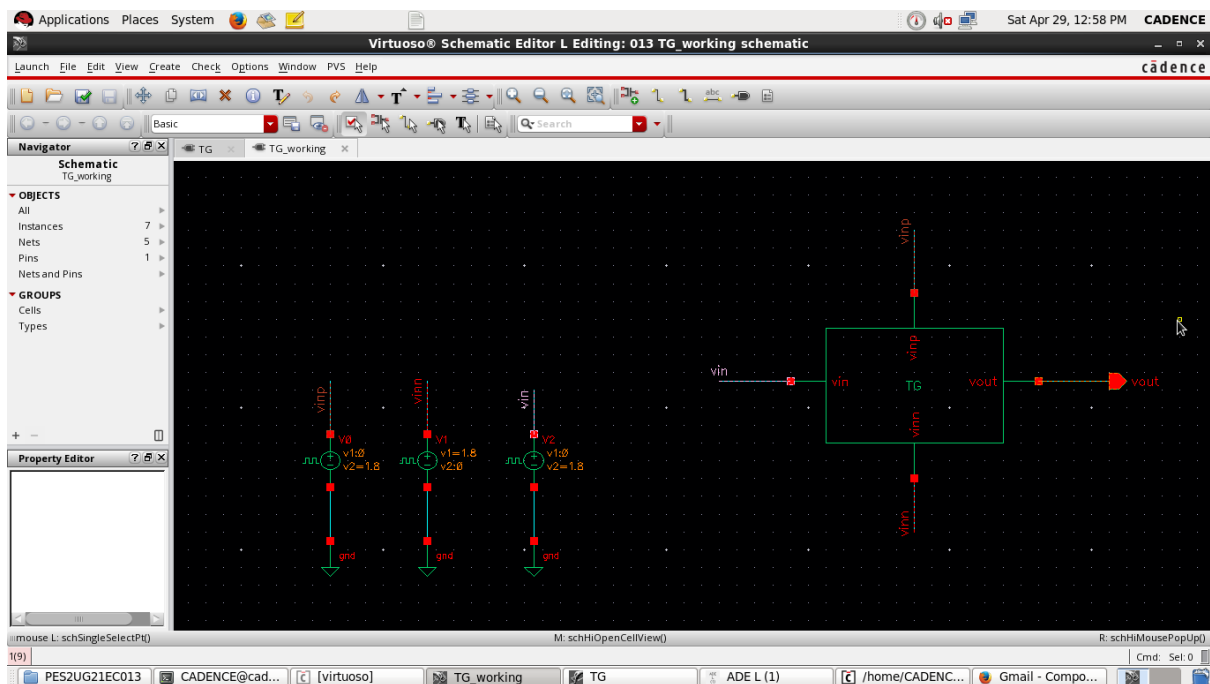 Applications Places System
Sat Apr 29, 12:58 PM CADENCE
Virtuoso® Schematic Editor L Editing: 013 TG_working schematic
Launch File Edit View Create Check Options Window PVS Help
cādence
Basic
Search
Navigator
TG
TG_working
Schematic
TG_working
OBJECTS
All
Instances 7
Nets 5
Pins 1
Nets and Pins
GROUPS
Cells
Types
Property Editor
vinp
vinp
vin
vin
TG
vout
vout
vinn
vinn
vinp
vinn
vin
V0
v1:0
v2=1.8
V1
v1=1.8
v2:0
V2
v1:0
v2=1.8
gnd
gnd
gnd
mouse L: schSingleSelectPt()
M: schHiOpenCellView()
R: schHiMousePopUp()
1(9)
Cmd: Sel: 0
PES2UG21EC013
CADENCE@cad...
[virtuoso]
TG_working
TG
ADE L (1)
/home/CADENC...
Gmail - Compo...